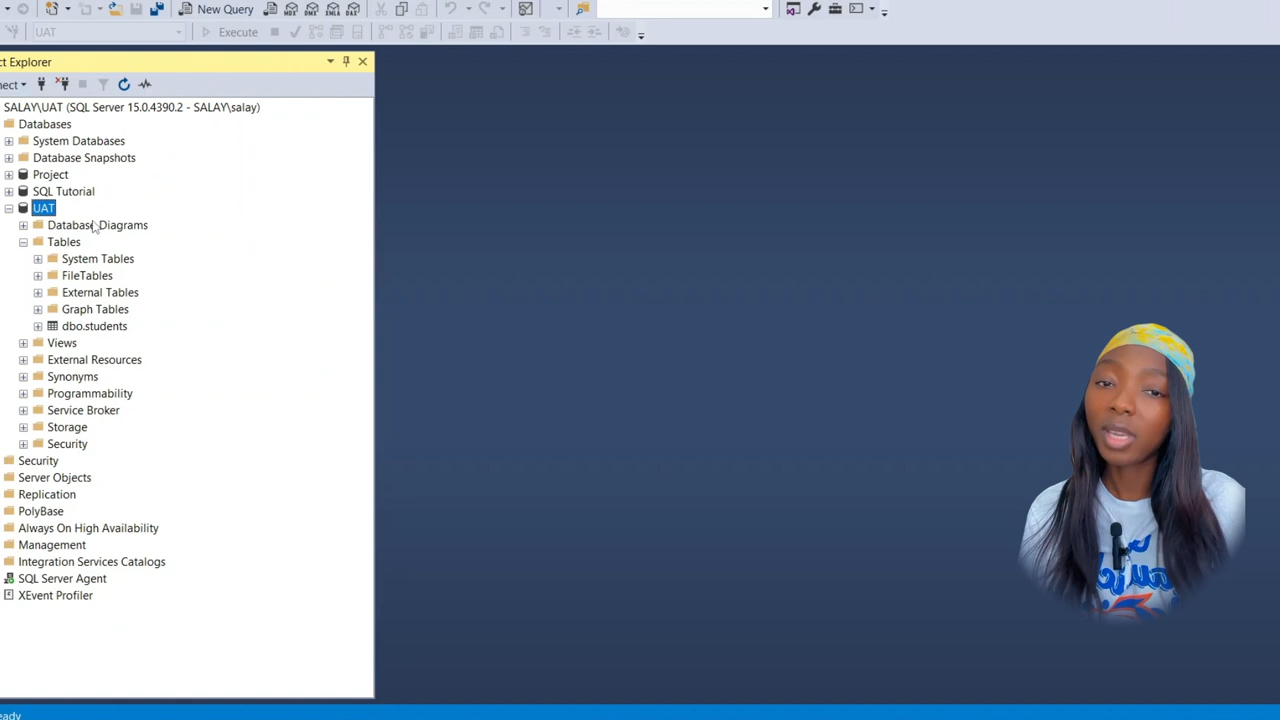 New Query
UAT
Execute
ct Explorer
nect
SALAY\UAT (SQL Server 15.0.4390.2 - SALAY\salay)
Databases
System Databases
Database Snapshots
Project
SQL Tutorial
UAT
Database Diagrams
Tables
System Tables
FileTables
External Tables
Graph Tables
dbo.students
Views
External Resources
Synonyms
Programmability
Service Broker
Storage
Security
Security
Server Objects
Replication
PolyBase
Always On High Availability
Management
Integration Services Catalogs
SQL Server Agent
XEvent Profiler
eady